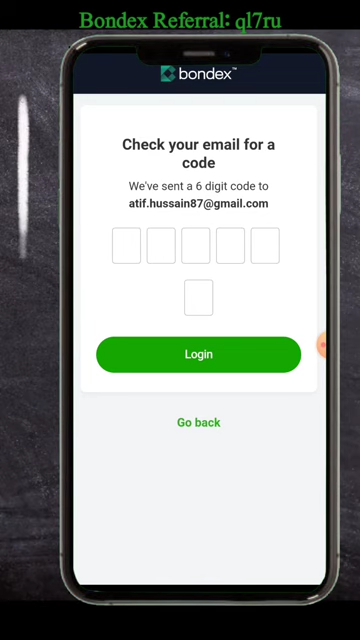 Bondex Referral: ql7ru
bondex™
Check your email for a
code
We've sent a 6 digit code to
atif.hussain87@gmail.com
Login
Go back